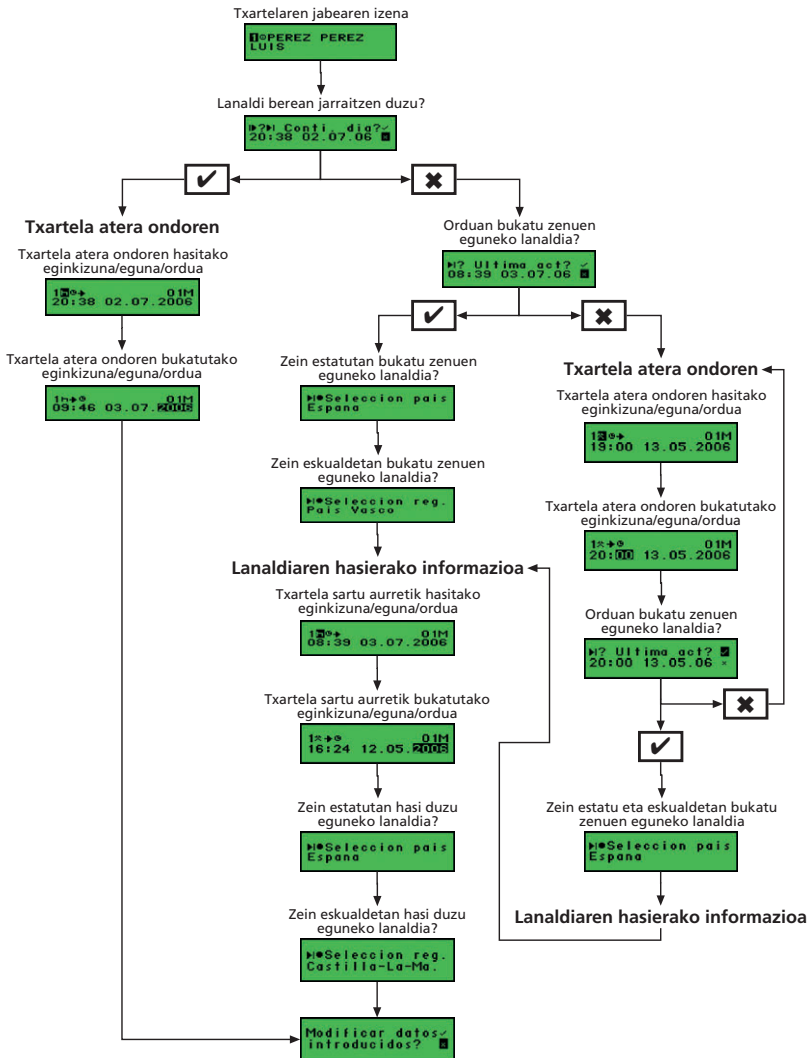 Txartelaren jabearen izena
1 PEREZ PEREZ
LUIS
Lanaldi berean jarraitzen duzu?
? Conti. dia?
20:38 02.07.06
Txartela atera ondoren
Txartela atera ondoren hasitako
eginkizuna/eguna/ordua
1 01M
20:38 02.07.2006
Txartela atera ondoren bukatutako
eginkizuna/eguna/ordua
1 01M
09:46 03.07.2006
Orduan bukatu zenuen
eguneko lanaldia?
? Ultima act?
08:39 03.07.06
Zein estatutan bukatu zenuen
eguneko lanaldia?
Seleccion pais
Espana
Zein eskualdetan bukatu zenuen
eguneko lanaldia?
Seleccion reg.
Pais Vasco
Lanaldiaren hasierako informazioa
Txartela sartu aurretik hasitako
eginkizuna/eguna/ordua
1 01M
08:39 03.07.2006
Txartela sartu aurretik bukatutako
eginkizuna/eguna/ordua
1 01M
16:24 12.05.2006
Zein estatutan hasi duzu
eguneko lanaldia?
Seleccion pais
Espana
Zein eskualdetan hasi duzu
eguneko lanaldia?
Seleccion reg.
Castilla-La-Ma.
Modificar datos
introducidos?
Txartela atera ondoren
Txartela atera ondoren hasitako
eginkizuna/eguna/ordua
1 01M
19:00 13.05.2006
Txartela atera ondoren bukatutako
eginkizuna/eguna/ordua
1 01M
20:00 13.05.2006
Orduan bukatu zenuen
eguneko lanaldia?
? Ultima act?
20:00 13.05.06
Zein estatu eta eskualdetan bukatu
zenuen eguneko lanaldia
Seleccion pais
Espana
Lanaldiaren hasierako informazioa